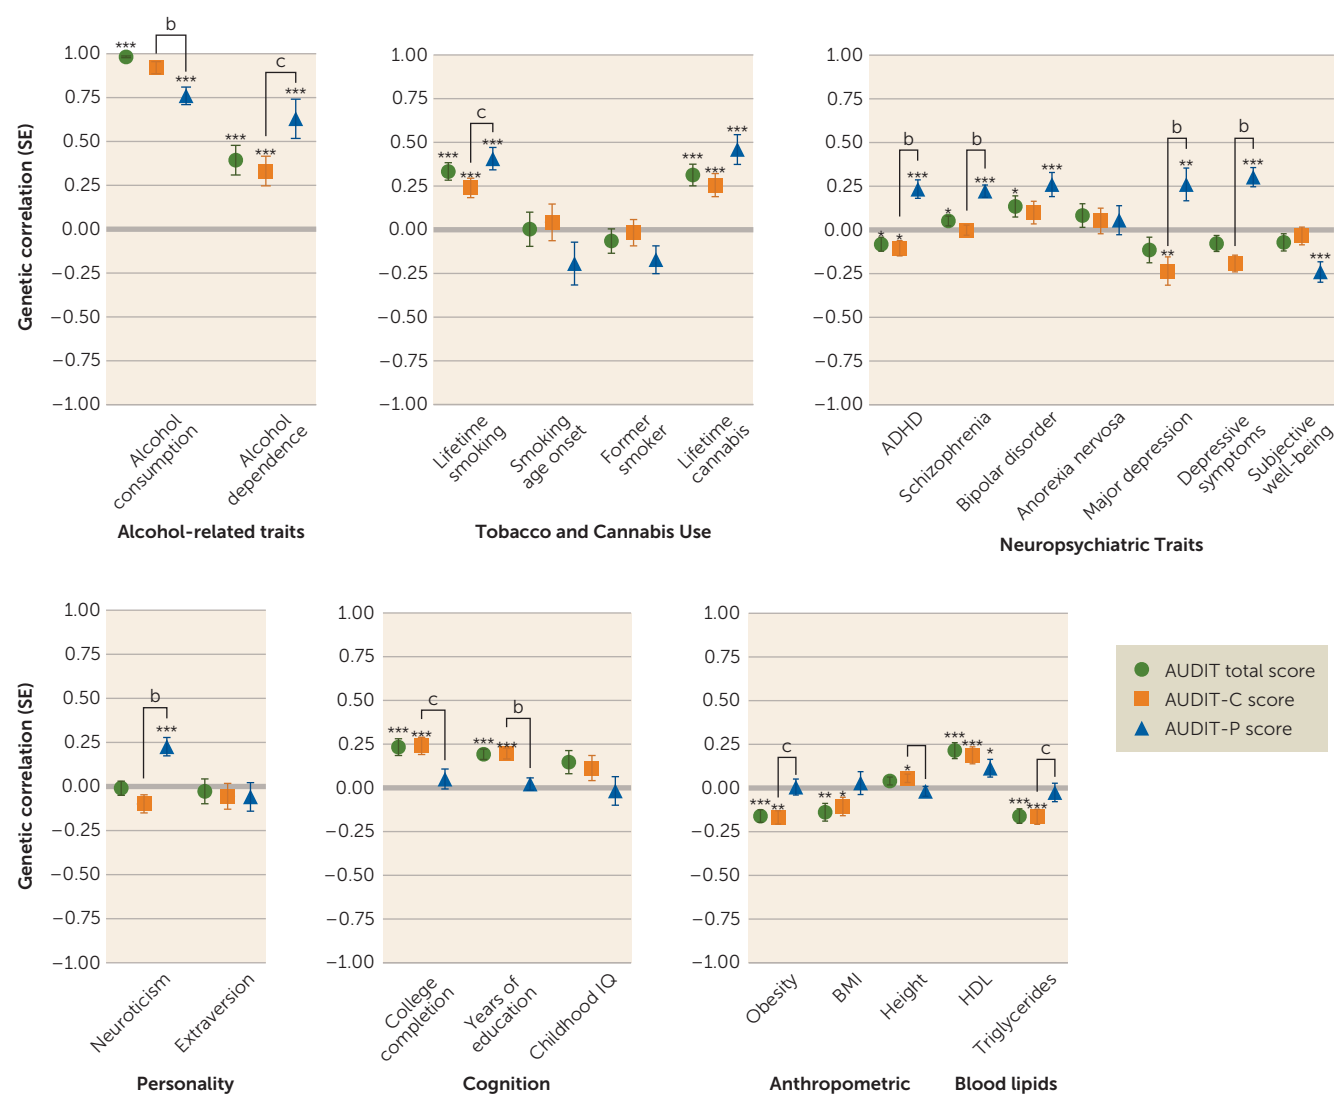 Genetic correlation (SE)
1.00
0.75
0.50
0.25
0.00
−0.25
−0.50
−0.75
−1.00
***
b
***
***
***
c
***
Alcohol
consumption
Alcohol
dependence
Alcohol-related traits
1.00
0.75
0.50
0.25
0.00
−0.25
−0.50
−0.75
−1.00
***
***
c
***
***
***
***
Lifetime
smoking
Smoking
age onset
Former
smoker
Lifetime
cannabis
Tobacco and Cannabis Use
1.00
0.75
0.50
0.25
0.00
−0.25
−0.50
−0.75
−1.00
*
*
b
***
*
b
***
*
***
**
b
**
b
***
***
ADHD
Schizophrenia
Bipolar disorder
Anorexia nervosa
Major depression
Depressive
symptoms
Subjective
well-being
Neuropsychiatric Traits
Genetic correlation (SE)
1.00
0.75
0.50
0.25
0.00
−0.25
−0.50
−0.75
−1.00
b
***
Neuroticism
Extraversion
Personality
1.00
0.75
0.50
0.25
0.00
−0.25
−0.50
−0.75
−1.00
***
***
c
***
***
b
College
completion
Years of
education
Childhood IQ
Cognition
1.00
0.75
0.50
0.25
0.00
−0.25
−0.50
−0.75
−1.00
***
**
c
**
*
*
***
***
*
***
***
c
Obesity
BMI
Height
HDL
Triglycerides
Anthropometric
Blood lipids
AUDIT total score
AUDIT-C score
AUDIT-P score